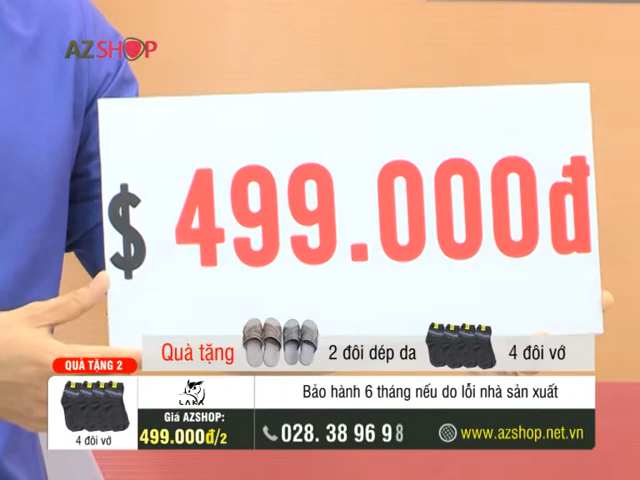 AZSHOP
$ 499.000đ
Quà tặng 2 đôi dép da 4 đôi vớ
QUÀ TẶNG 2
4 đôi vớ
LAKA
Bảo hành 6 tháng nếu do lỗi nhà sản xuất
Giá AZSHOP:
499.000đ/2
028. 38 96 98
www.azshop.net.vn